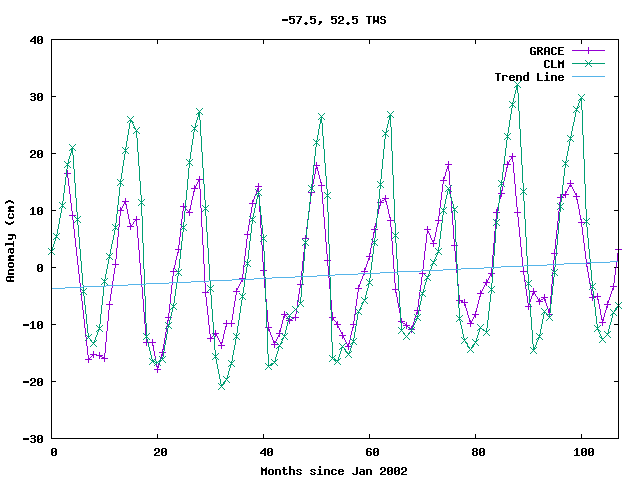 -57.5, 52.5 TWS
GRACE
CLM
Trend Line
Anomaly (cm)
40
30
20
10
0
-10
-20
-30
0 20 40 60 80 100
Months since Jan 2002